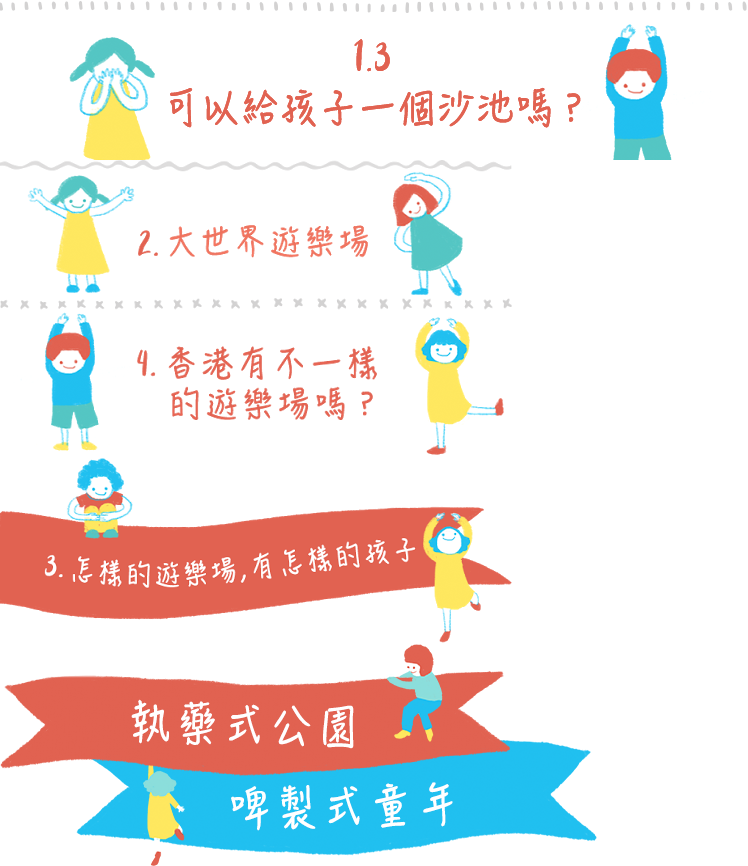 1.3
可以給孩子一個沙池嗎？
2. 大世界遊樂場
4. 香港有不一樣
的遊樂場嗎？
3. 怎樣的遊樂場,有怎樣的孩子
執藥式公園
啤製式童年